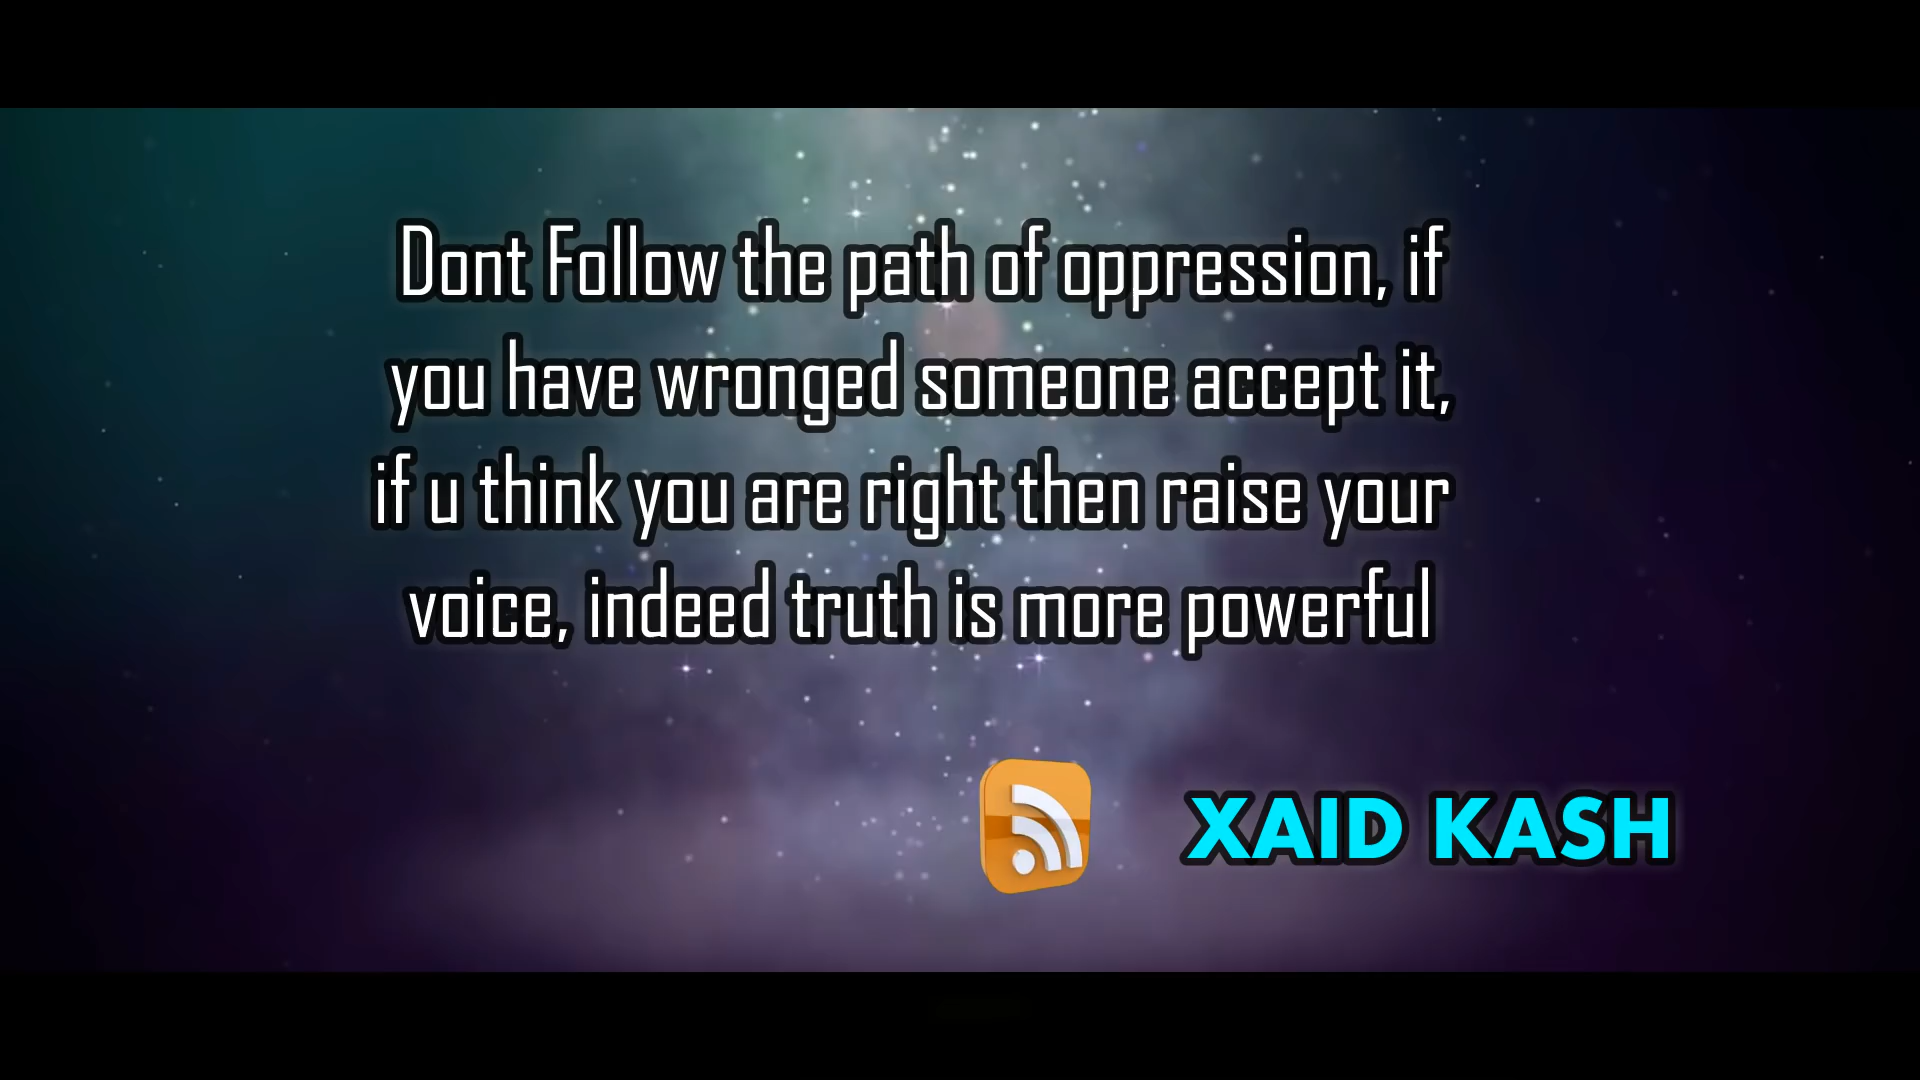 Dont Follow the path of oppression, if
you have wronged someone accept it,
if u think you are right then raise your
voice, indeed truth is more powerful
XAID KASH